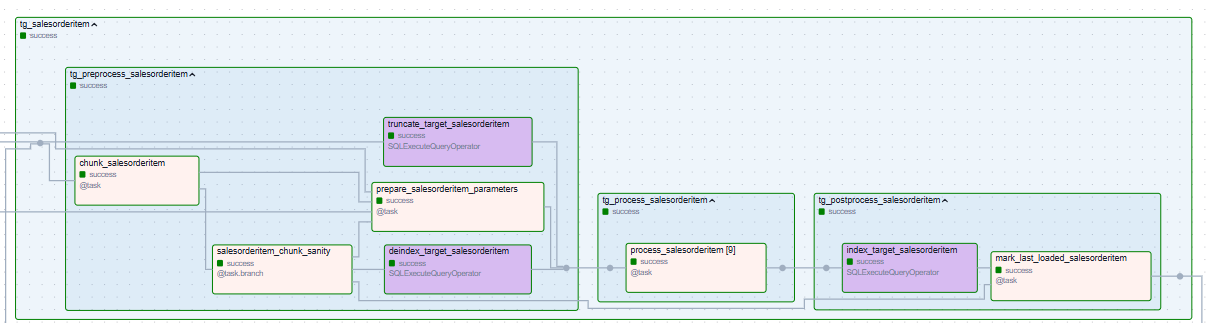 tg_salesorderitem
success
tg_preprocess_salesorderitem
success
truncate_target_salesorderitem
success
SQLExecuteQueryOperator
chunk_salesorderitem
success
@task
prepare_salesorderitem_parameters
success
@task
salesorderitem_chunk_sanity
success
@task.branch
deindex_target_salesorderitem
success
SQLExecuteQueryOperator
tg_process_salesorderitem
success
process_salesorderitem [9]
success
@task
tg_postprocess_salesorderitem
success
index_target_salesorderitem
success
SQLExecuteQueryOperator
mark_last_loaded_salesorderitem
success
@task